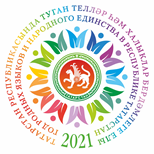 ТАТАРСТАН РЕСПУБЛИКАСЫНДА ТУГАН ТЕЛЛӘР ҺӘМ ХАЛЫКЛАР БЕРДӘМЛЕГЕ ЕЛЫ
ГОД РОДНЫХ ЯЗЫКОВ И НАРОДНОГО ЕДИНСТВА В РЕСПУБЛИКЕ ТАТАРСТАН
2021